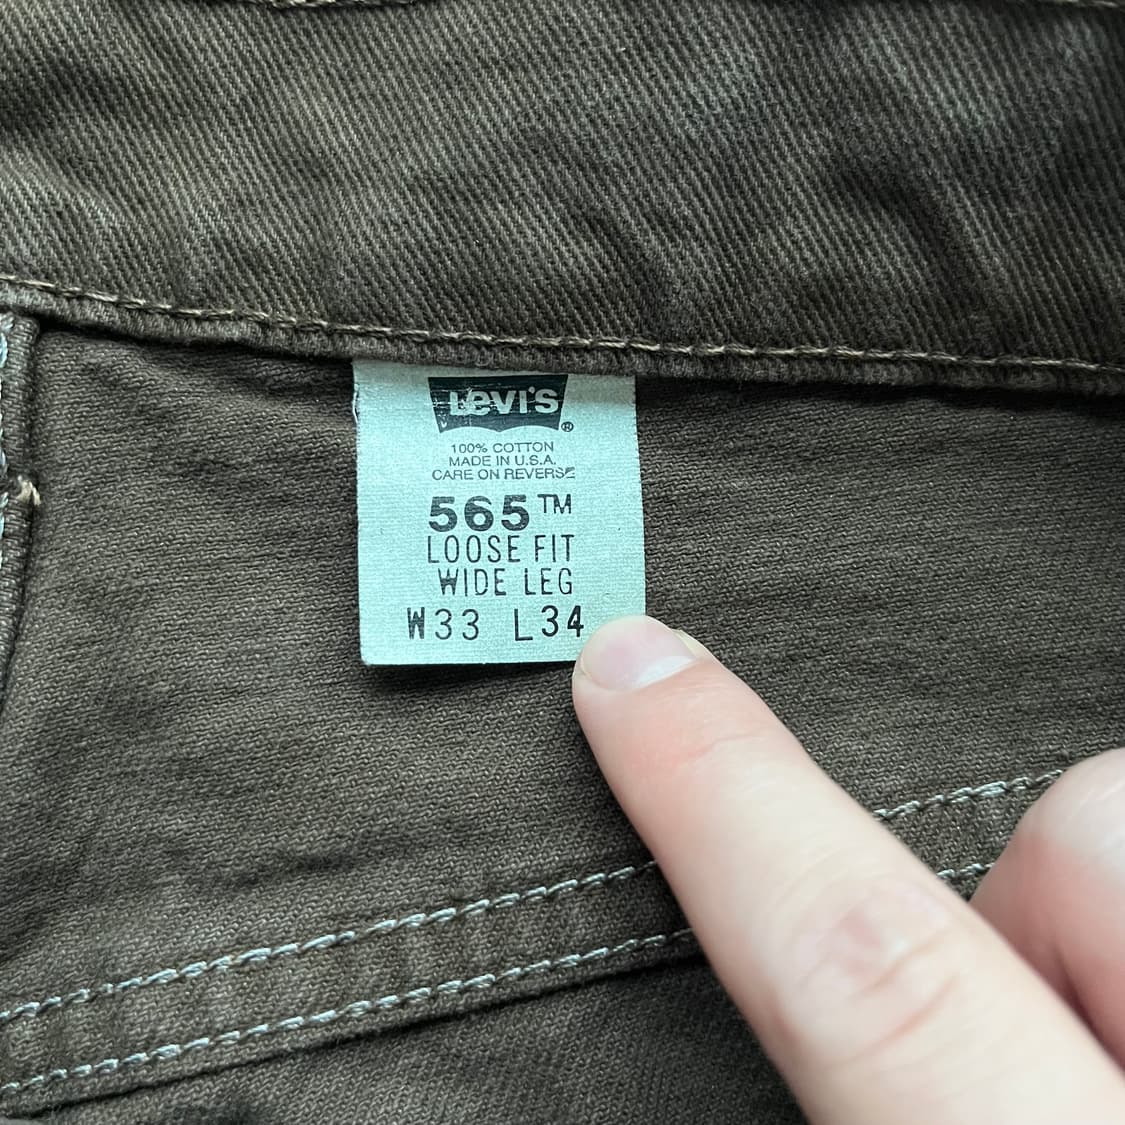 LEVI'S®
100% COTTON
MADE IN U.S.A.
CARE ON REVERSE
565™
LOOSE FIT
WIDE LEG
W33 L34